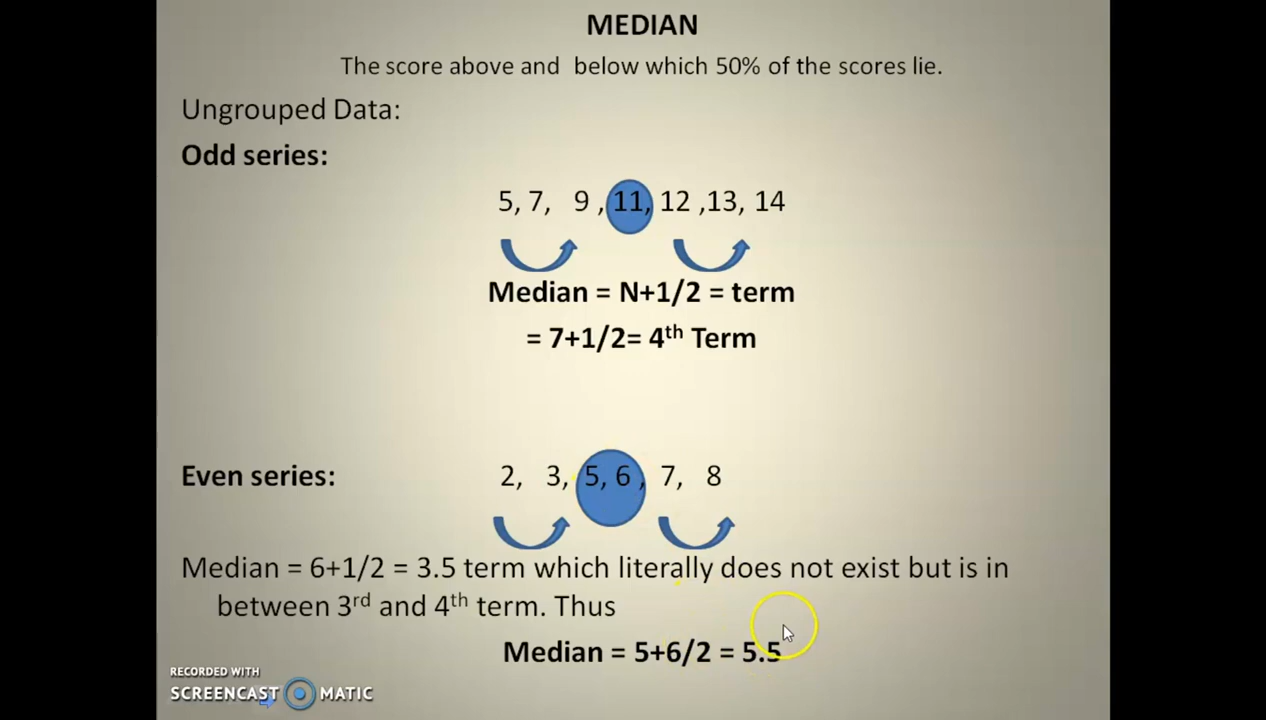 MEDIAN
The score above and below which 50% of the scores lie.
Ungrouped Data:
Odd series:
5, 7, 9 , 11, 12 ,13, 14
Median = N+1/2 = term
= 7+1/2= 4th Term
Even series: 2, 3, 5, 6 , 7, 8
Median = 6+1/2 = 3.5 term which literally does not exist but is in
between 3rd and 4th term. Thus
Median = 5+6/2 = 5.5
RECORDED WITH
SCREENCAST MATIC